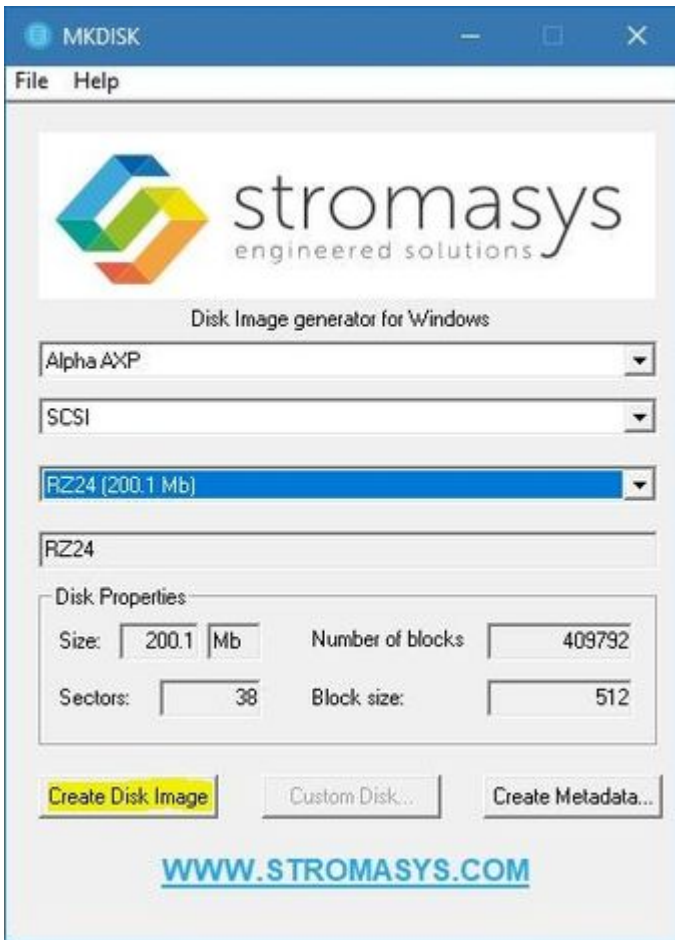 MKDISK
File Help
stromasys
engineered solutions
Disk Image generator for Windows
Alpha AXP
SCSI
RZ24 (200.1 Mb)
RZ24
Disk Properties
Size: 200.1 Mb Number of blocks 409792
Sectors: 38 Block size: 512
Create Disk Image Custom Disk... Create Metadata...
WWW.STROMASYS.COM